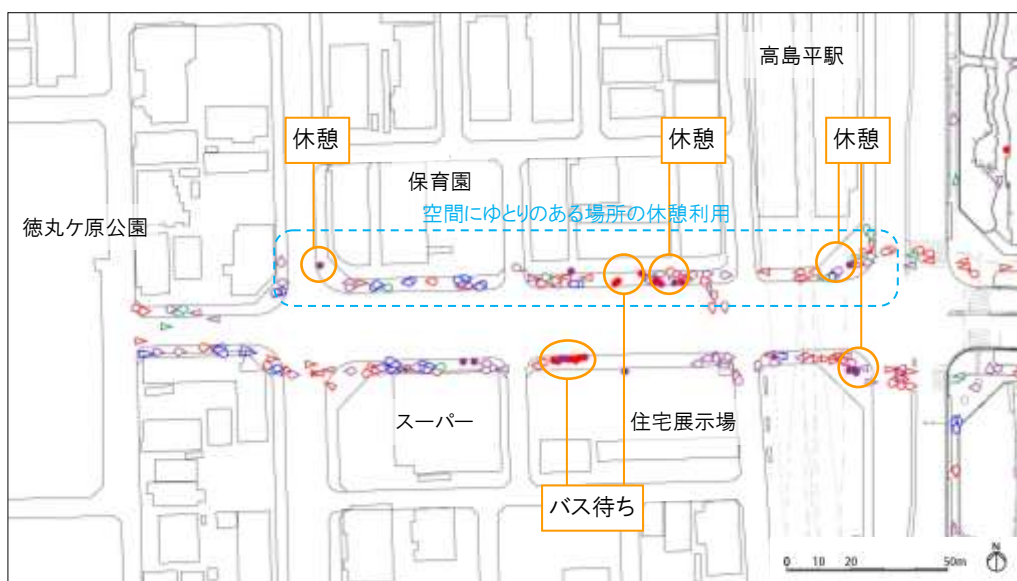 高島平駅
休憩
休憩
休憩
保育園
空間にゆとりのある場所の休憩利用
徳丸ケ原公園
スーパー
住宅展示場
バス待ち
N
0 10 20 50m